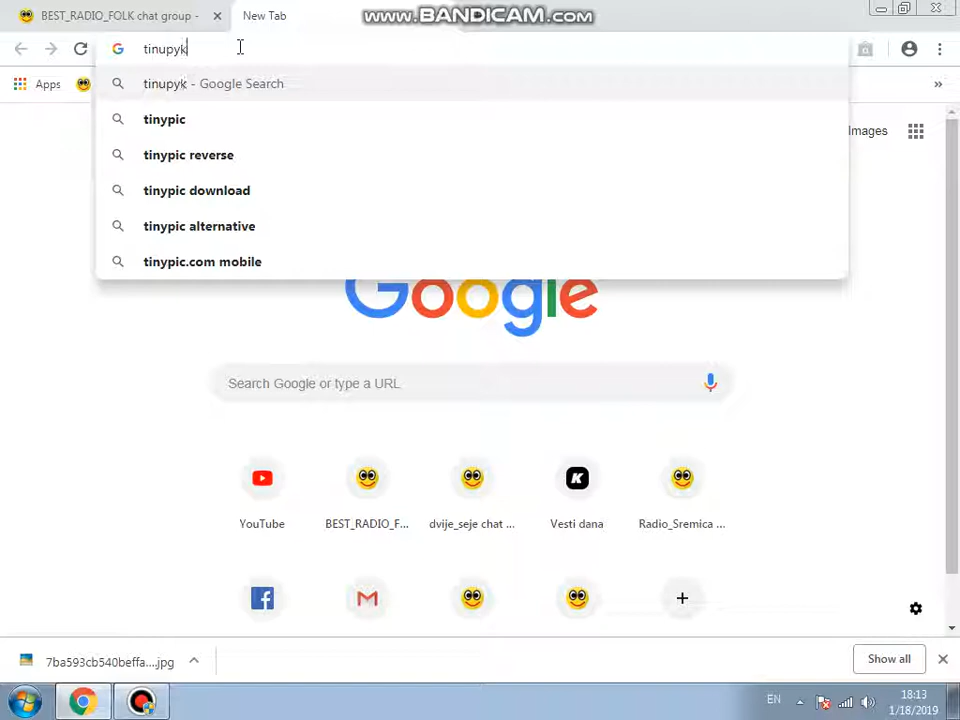 BEST_RADIO_FOLK chat group -
New Tab
www.BANDICAM.com
tinupyk
Apps
»
tinupyk - Google Search
tinypic
tinypic reverse
tinypic download
tinypic alternative
tinypic.com mobile
Images
Google
Search Google or type a URL
YouTube
BEST_RADIO_F...
dvije_seje chat ...
Vesti dana
Radio_Sremica ...
7ba593cb540beffa....jpg
Show all
EN
18:13
1/18/2019